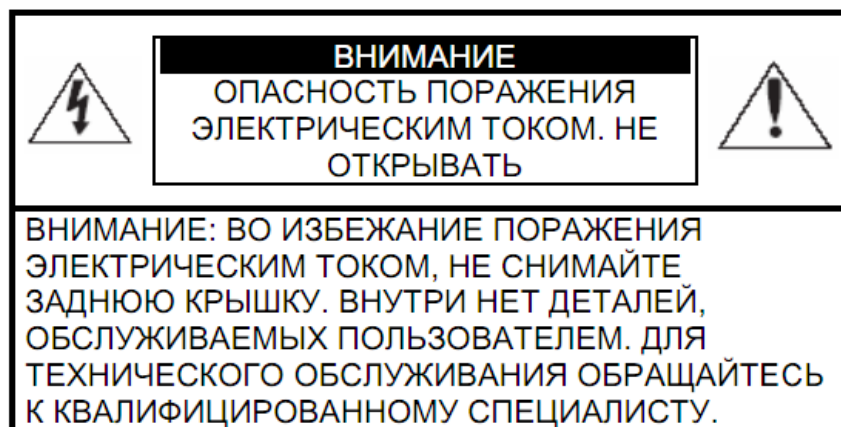 ВНИМАНИЕ
ОПАСНОСТЬ ПОРАЖЕНИЯ
ЭЛЕКТРИЧЕСКИМ ТОКОМ. НЕ
ОТКРЫВАТЬ
ВНИМАНИЕ: ВО ИЗБЕЖАНИЕ ПОРАЖЕНИЯ
ЭЛЕКТРИЧЕСКИМ ТОКОМ, НЕ СНИМАЙТЕ
ЗАДНЮЮ КРЫШКУ. ВНУТРИ НЕТ ДЕТАЛЕЙ,
ОБСЛУЖИВАЕМЫХ ПОЛЬЗОВАТЕЛЕМ. ДЛЯ
ТЕХНИЧЕСКОГО ОБСЛУЖИВАНИЯ ОБРАЩАЙТЕСЬ
К КВАЛИФИЦИРОВАННОМУ СПЕЦИАЛИСТУ.